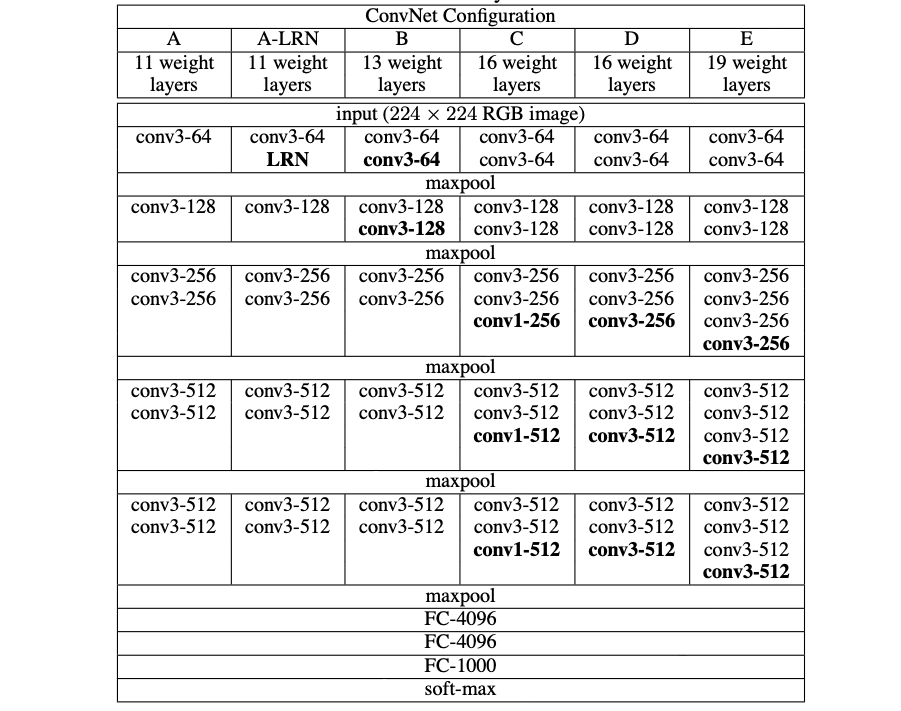 ConvNet Configuration
A A-LRN B C D E
11 weight 11 weight 13 weight 16 weight 16 weight 19 weight
layers layers layers layers layers layers
input (224 × 224 RGB image)
conv3-64 conv3-64 conv3-64 conv3-64 conv3-64 conv3-64
LRN conv3-64 conv3-64 conv3-64 conv3-64
maxpool
conv3-128 conv3-128 conv3-128 conv3-128 conv3-128 conv3-128
conv3-128 conv3-128 conv3-128 conv3-128
maxpool
conv3-256 conv3-256 conv3-256 conv3-256 conv3-256 conv3-256
conv3-256 conv3-256 conv3-256 conv3-256 conv3-256 conv3-256
conv1-256 conv3-256 conv3-256
conv3-256
maxpool
conv3-512 conv3-512 conv3-512 conv3-512 conv3-512 conv3-512
conv3-512 conv3-512 conv3-512 conv3-512 conv3-512 conv3-512
conv1-512 conv3-512 conv3-512
conv3-512
maxpool
conv3-512 conv3-512 conv3-512 conv3-512 conv3-512 conv3-512
conv3-512 conv3-512 conv3-512 conv3-512 conv3-512 conv3-512
conv1-512 conv3-512 conv3-512
conv3-512
maxpool
FC-4096
FC-4096
FC-1000
soft-max